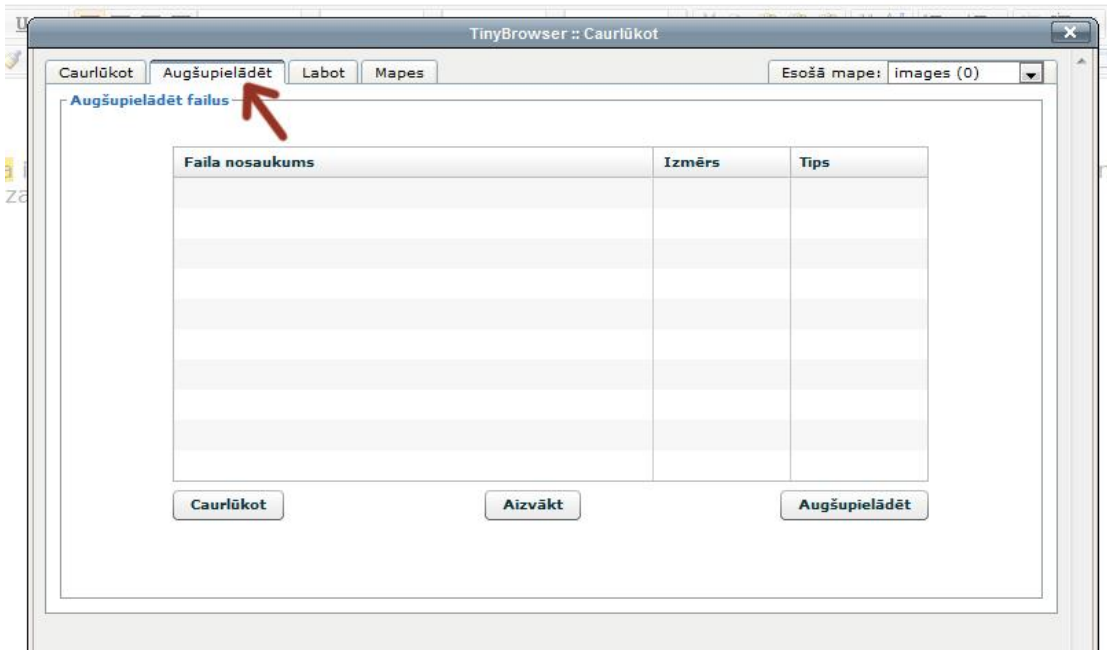 TinyBrowser :: Caurlūkot
Caurlūkot Augšupielādēt Labot Mapes Esošā mape: images (0)
Augšupielādēt failus
Faila nosaukums Izmērs Tips
Caurlūkot Aizvākt Augšupielādēt